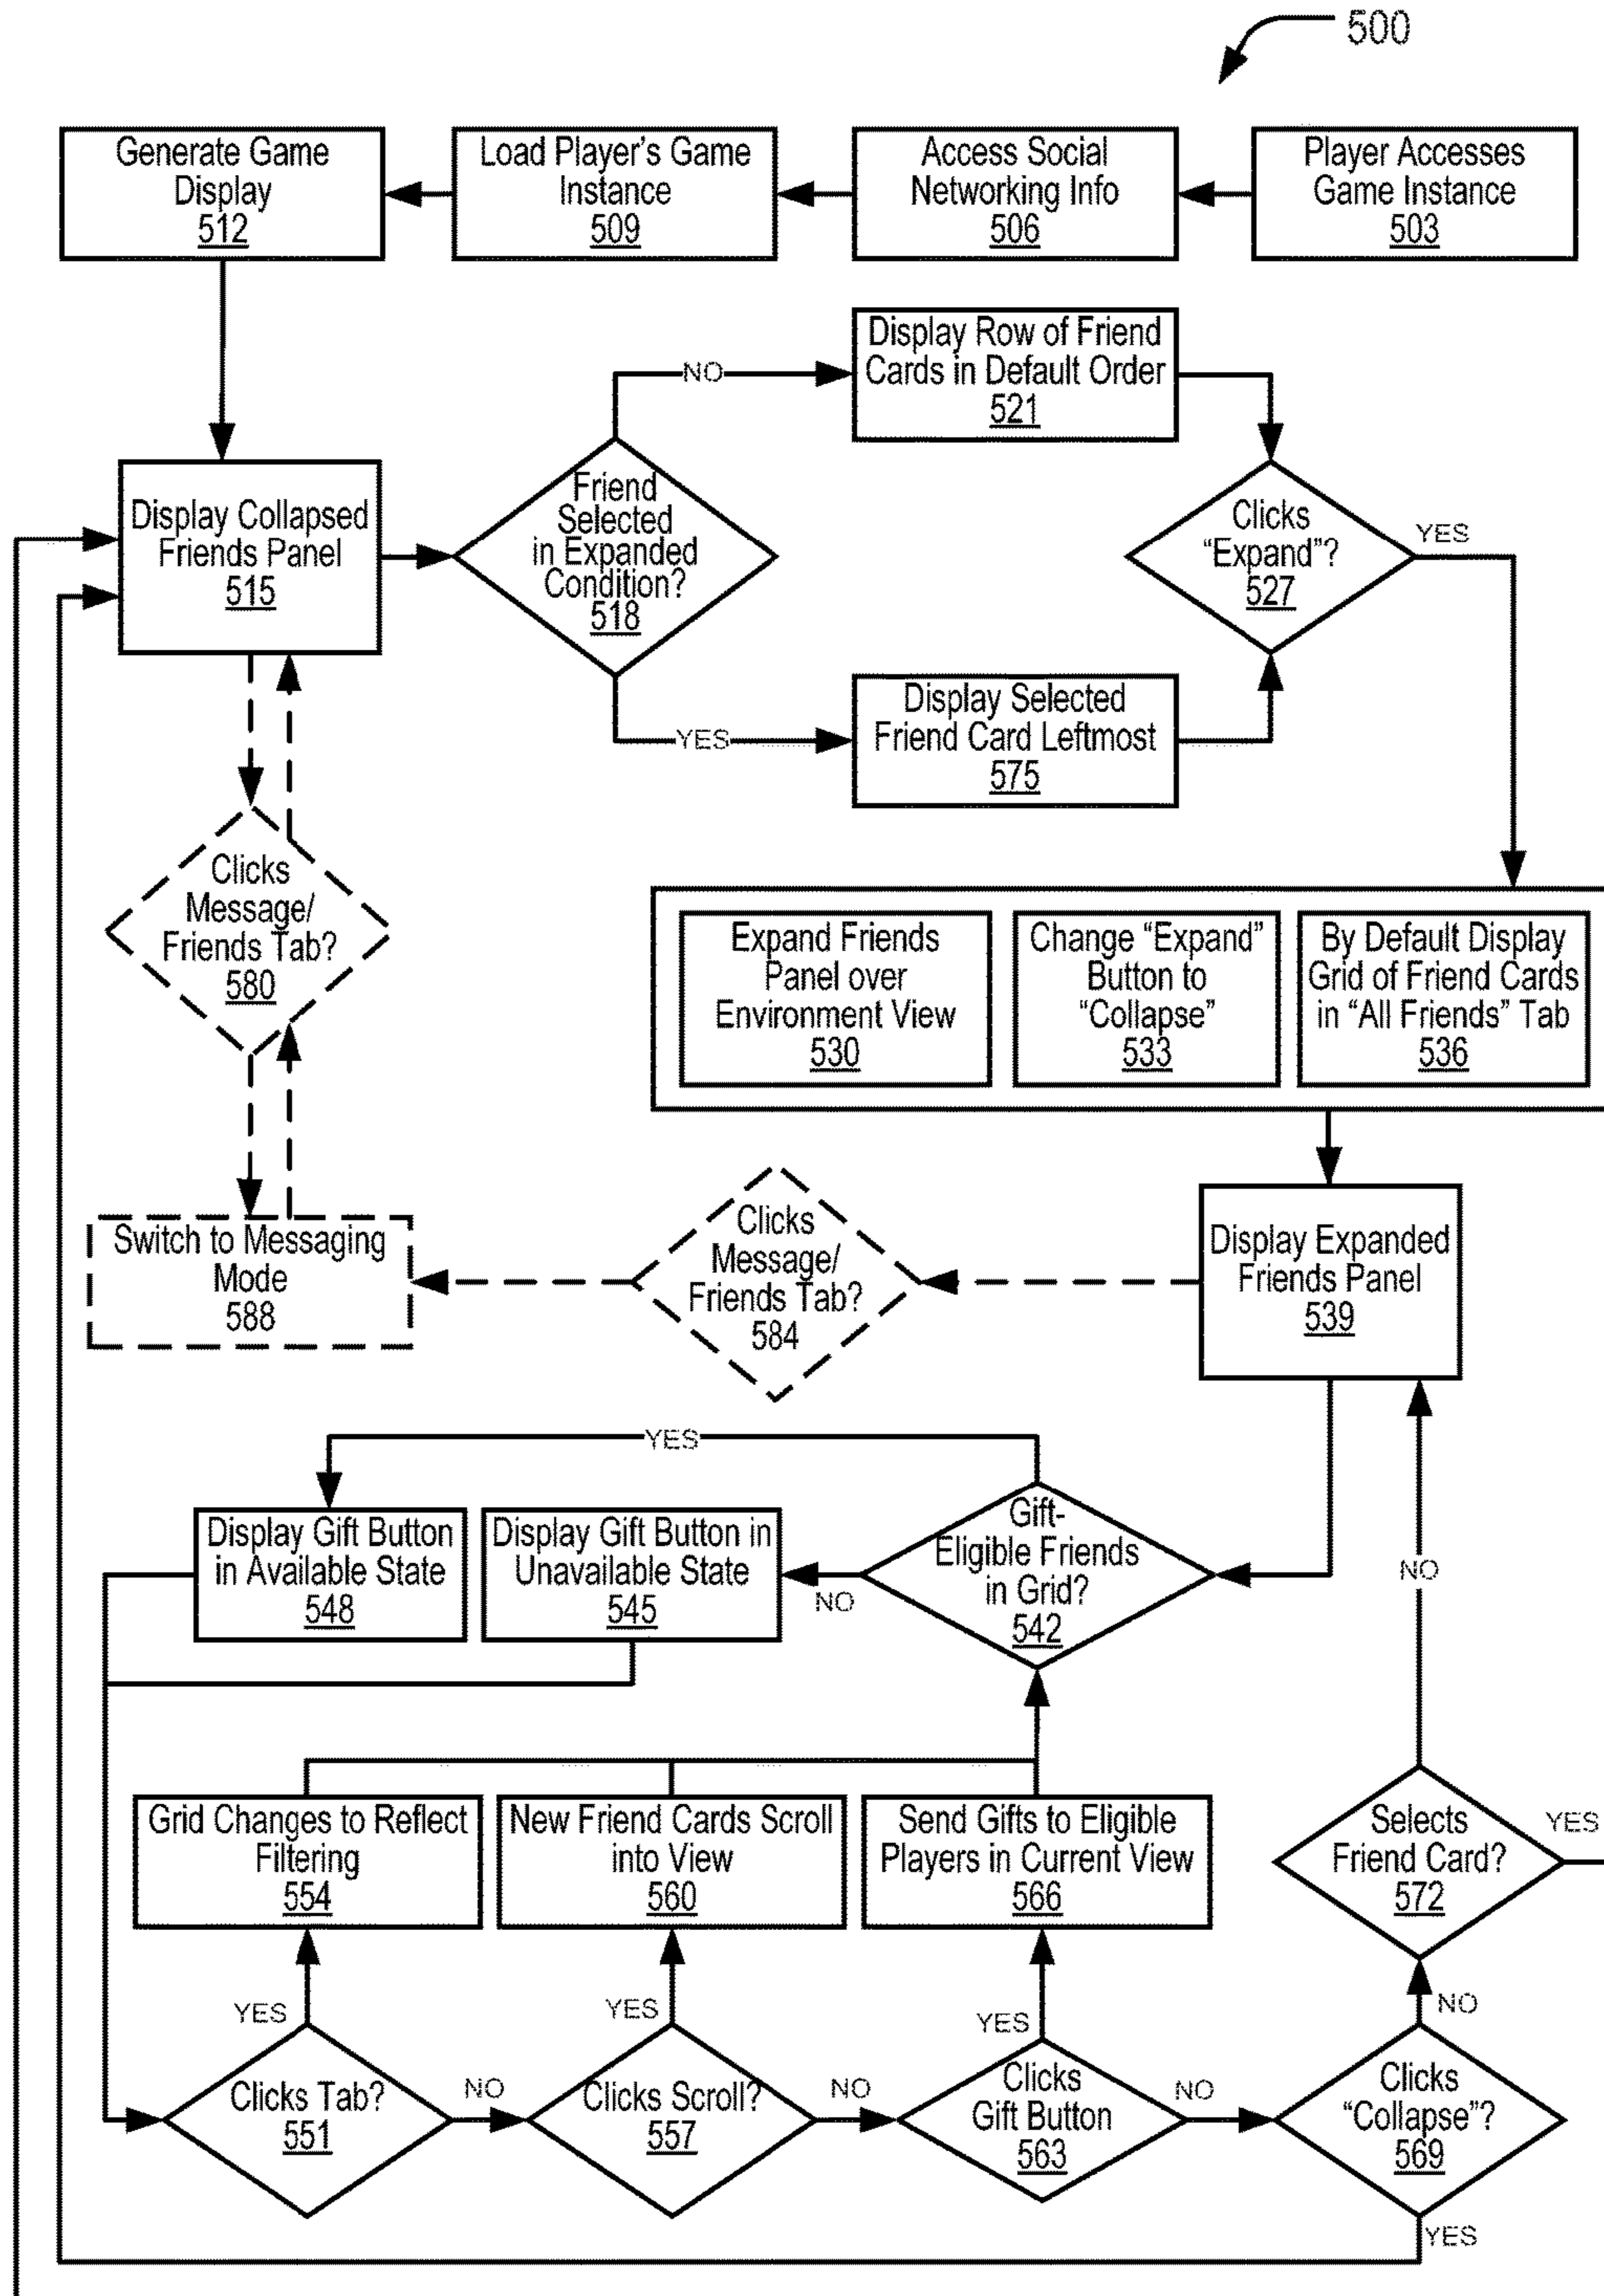 500
Generate Game
Display
512
Load Player's Game
Instance
509
Access Social
Networking Info
506
Player Accesses
Game Instance
503
Display Row of Friend
Cards in Default Order
521
NO
Friend
Selected
in Expanded
Condition?
518
Display Collapsed
Friends Panel
515
Clicks
“Expand”?
527
YES
Display Selected
Friend Card Leftmost
575
YES
Clicks
Message/
Friends Tab?
580
Expand Friends
Panel over
Environment View
530
Change “Expand”
Button to
“Collapse”
533
By Default Display
Grid of Friend Cards
in “All Friends” Tab
536
Switch to Messaging
Mode
588
Clicks
Message/
Friends Tab?
584
Display Expanded
Friends Panel
539
YES
Display Gift Button
in Available State
548
Display Gift Button in
Unavailable State
545
NO
Gift-
Eligible Friends
in Grid?
542
NO
Grid Changes to Reflect
Filtering
554
New Friend Cards Scroll
into View
560
Send Gifts to Eligible
Players in Current View
566
Selects
Friend Card?
572
YES
YES
YES
YES
NO
Clicks Tab?
551
NO
Clicks Scroll?
557
NO
Clicks
Gift Button
563
NO
Clicks
“Collapse”?
569
YES